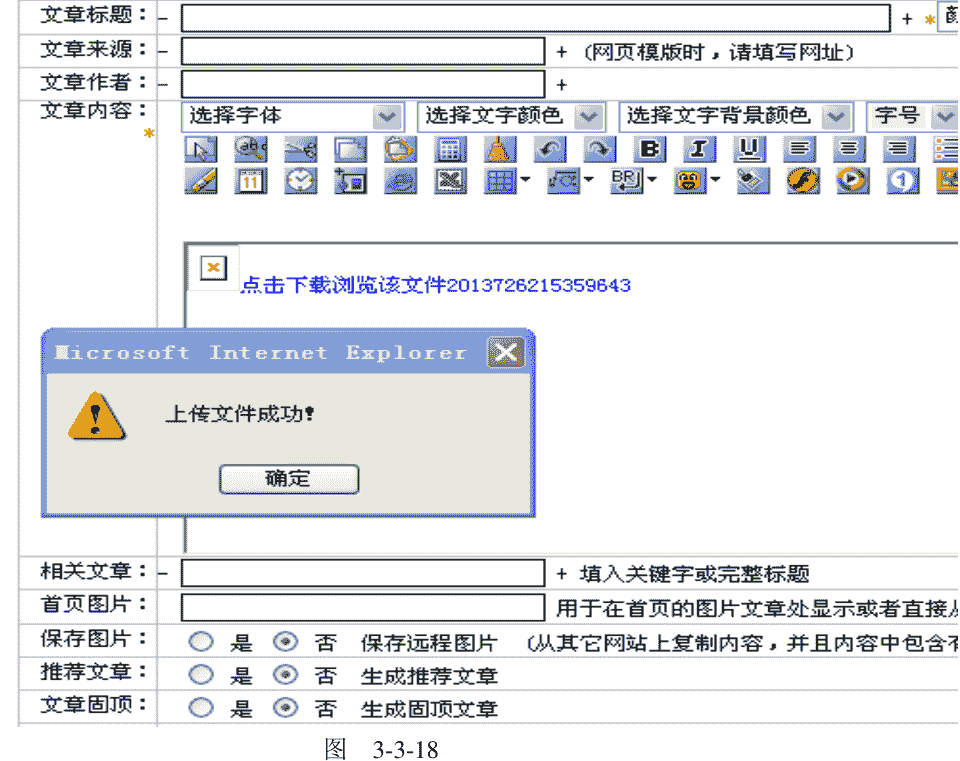 文章标题： – + * 颜
文章来源： – + （网页模版时，请填写网址）
文章作者： – +
文章内容： 选择字体 选择文字颜色 选择文字背景颜色 字号
*
abc B I U
11 BR 1
点击下载浏览该文件2013726215359643
Microsoft Internet Explorer
上传文件成功!
确定
相关文章： – + 填入关键字或完整标题
首页图片： 用于在首页的图片文章处显示或者直接从
保存图片： 是 否 保存远程图片 （从其它网站上复制内容，并且内容中包含有
推荐文章： 是 否 生成推荐文章
文章固顶： 是 否 生成固顶文章
图 3-3-18